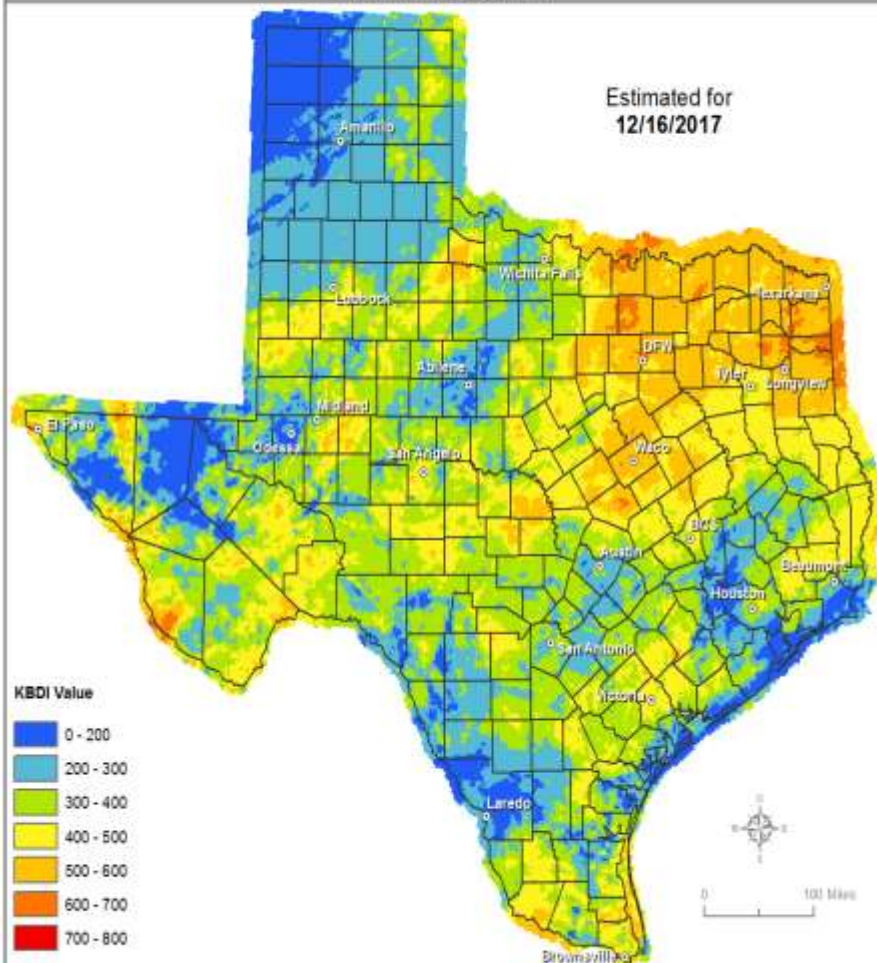 Estimated for
12/16/2017
Amarillo
Wichita Falls
Lubbock
Texarkana
DFW
Abilene
Tyler
Longview
Midland
El Paso
Odessa
San Angelo
Waco
BCS
Austin
Beaumont
Houston
San Antonio
Victoria
KBDI Value
0 - 200
200 - 300
300 - 400
400 - 500
500 - 600
600 - 700
700 - 800
Laredo
0 100 Miles
Brownsville